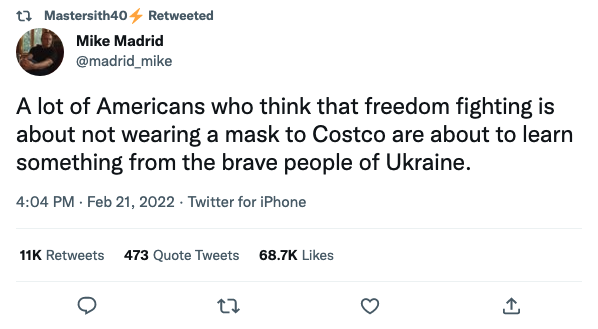 Mastersith40⚡ Retweeted
Mike Madrid
@madrid_mike
A lot of Americans who think that freedom fighting is
about not wearing a mask to Costco are about to learn
something from the brave people of Ukraine.
4:04 PM · Feb 21, 2022 · Twitter for iPhone
11K Retweets 473 Quote Tweets 68.7K Likes